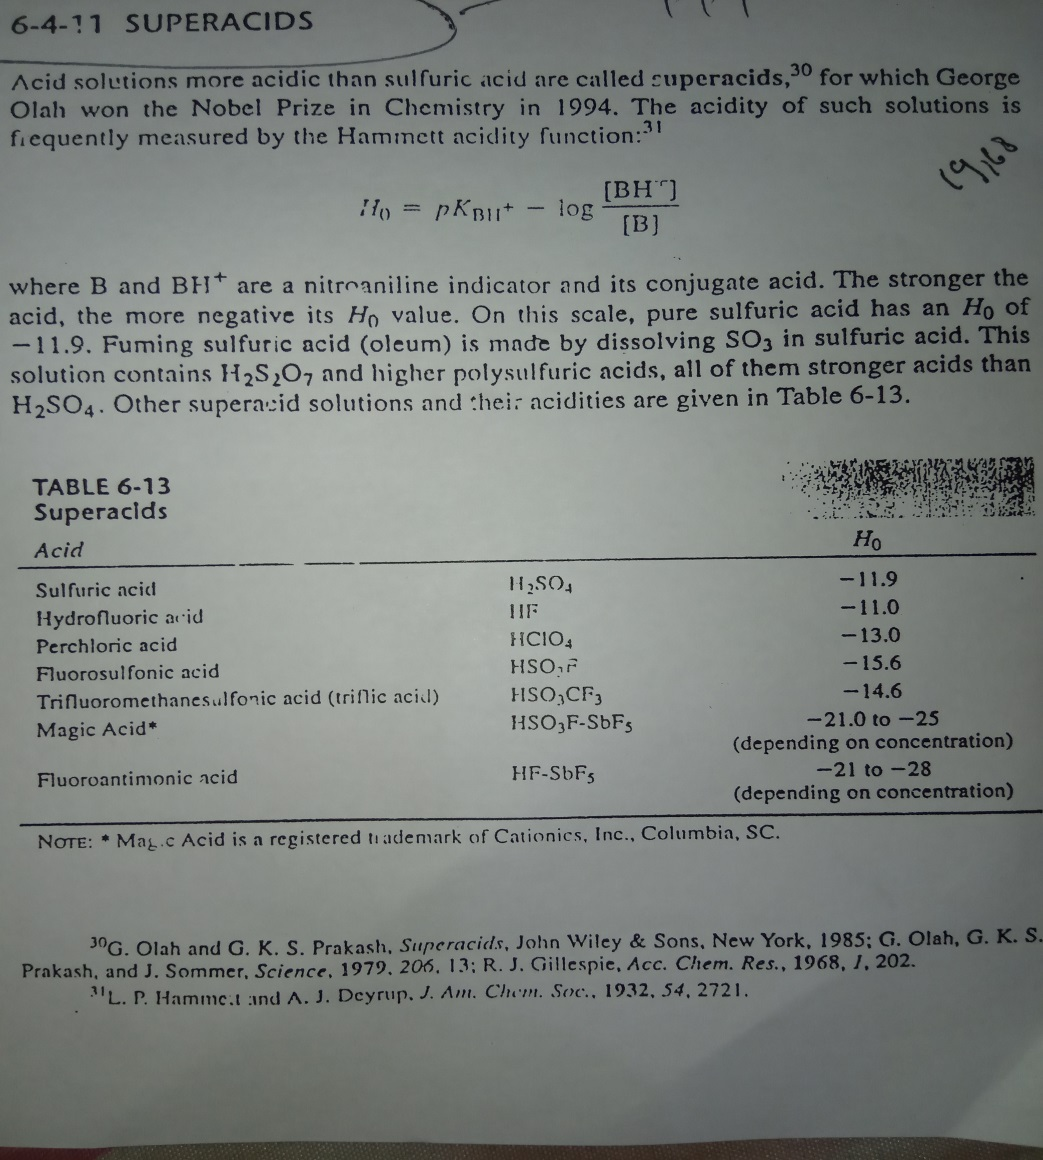 6-4-11 SUPERACIDS
Acid solutions more acidic than sulfuric acid are called superacids,³⁰ for which George
Olah won the Nobel Prize in Chemistry in 1994. The acidity of such solutions is
frequently measured by the Hammett acidity function:³¹
H₀ = pK_BH⁺ − log [BH⁺]/[B]
where B and BH⁺ are a nitroaniline indicator and its conjugate acid. The stronger the
acid, the more negative its H₀ value. On this scale, pure sulfuric acid has an H₀ of
−11.9. Fuming sulfuric acid (oleum) is made by dissolving SO₃ in sulfuric acid. This
solution contains H₂S₂O₇ and higher polysulfuric acids, all of them stronger acids than
H₂SO₄. Other superacid solutions and their acidities are given in Table 6-13.
TABLE 6-13
Superacids
Acid H₀
Sulfuric acid H₂SO₄ −11.9
Hydrofluoric acid HF −11.0
Perchloric acid HClO₄ −13.0
Fluorosulfonic acid HSO₃F −15.6
Trifluoromethanesulfonic acid (triflic acid) HSO₃CF₃ −14.6
Magic Acid* HSO₃F-SbF₅ −21.0 to −25
(depending on concentration)
Fluoroantimonic acid HF-SbF₅ −21 to −28
(depending on concentration)
NOTE: * Magic Acid is a registered trademark of Cationics, Inc., Columbia, SC.
³⁰G. Olah and G. K. S. Prakash, Superacids, John Wiley & Sons, New York, 1985; G. Olah, G. K. S.
Prakash, and J. Sommer, Science, 1979, 206, 13; R. J. Gillespie, Acc. Chem. Res., 1968, 1, 202.
³¹L. P. Hammett and A. J. Deyrup, J. Am. Chem. Soc., 1932, 54, 2721.